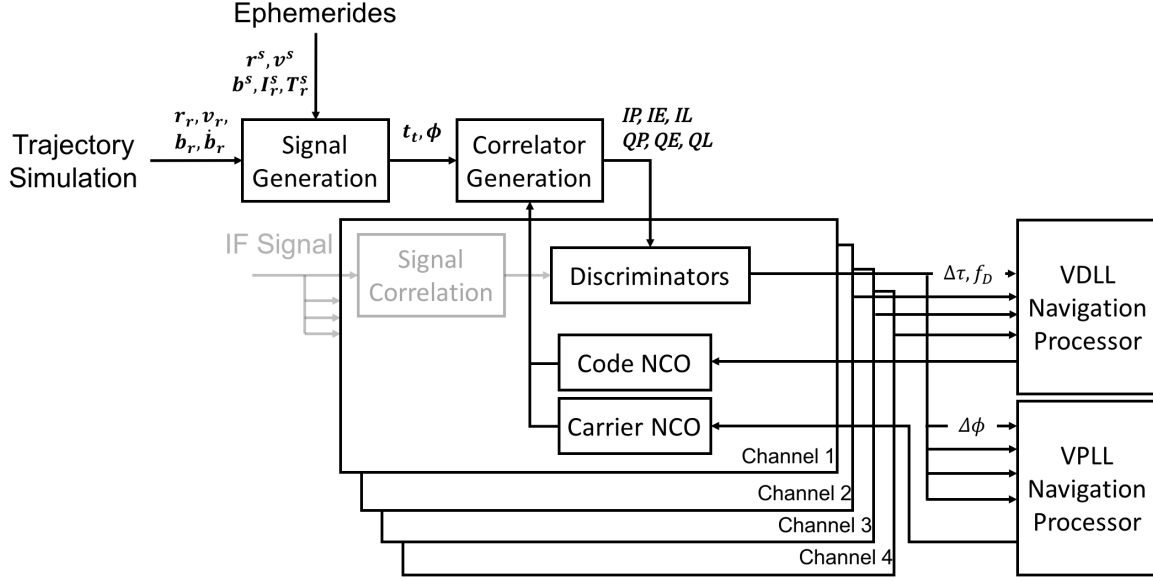 Ephemerides
r^s, v^s
b^s, I_r^s, T_r^s
Trajectory
Simulation
r_r, v_r,
b_r, ḃ_r
Signal
Generation
t_t, ϕ
Correlator
Generation
IP, IE, IL
QP, QE, QL
IF Signal
Signal
Correlation
Discriminators
Δτ, f_D
VDLL
Navigation
Processor
Code NCO
Carrier NCO
Δϕ
VPLL
Navigation
Processor
Channel 1
Channel 2
Channel 3
Channel 4